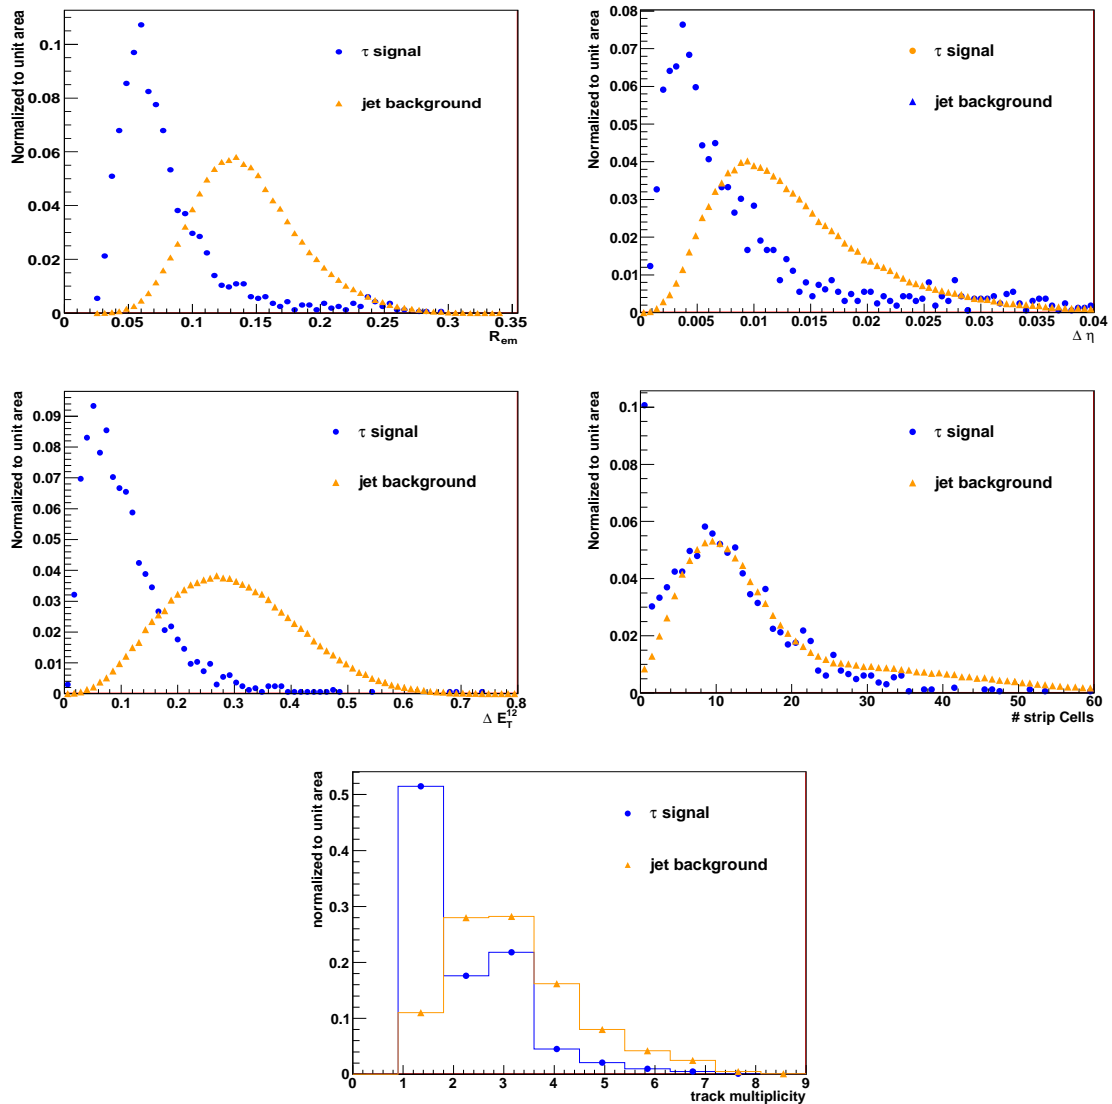 Normalized to unit area
0.1
0.08
0.06
0.04
0.02
0
τ signal
jet background
0 0.05 0.1 0.15 0.2 0.25 0.3 0.35
R_em
Normalized to unit area
0.08
0.07
0.06
0.05
0.04
0.03
0.02
0.01
0
τ signal
jet background
0 0.005 0.01 0.015 0.02 0.025 0.03 0.035 0.04
Δ η
Normalized to unit area
0.09
0.08
0.07
0.06
0.05
0.04
0.03
0.02
0.01
0
τ signal
jet background
0 0.1 0.2 0.3 0.4 0.5 0.6 0.7 0.8
Δ E_T^12
Normalized to unit area
0.1
0.08
0.06
0.04
0.02
0
τ signal
jet background
0 10 20 30 40 50 60
# strip Cells
normalized to unit area
0.5
0.4
0.3
0.2
0.1
0
τ signal
jet background
0 1 2 3 4 5 6 7 8 9
track multiplicity